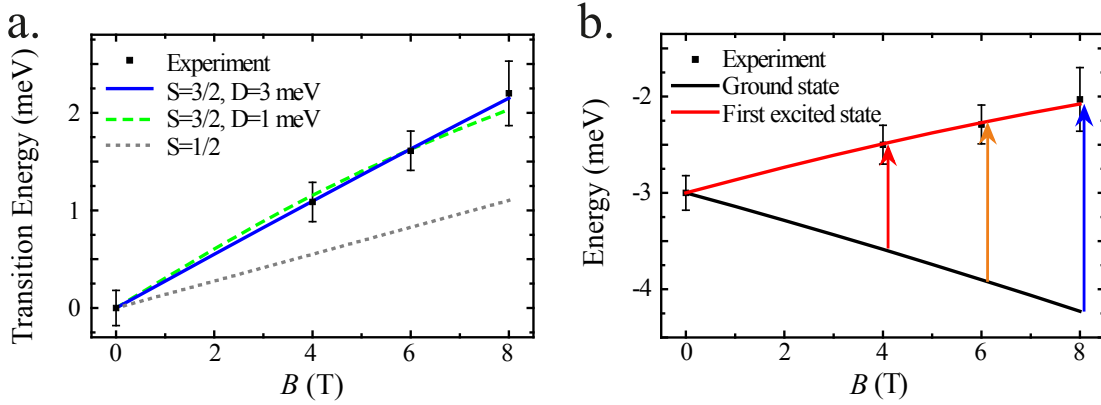 a.
Transition Energy (meV)
2
1
0
Experiment
S=3/2, D=3 meV
S=3/2, D=1 meV
S=1/2
0
2
4
6
8
B (T)
b.
Energy (meV)
-2
-3
-4
Experiment
Ground state
First excited state
0
2
4
6
8
B (T)